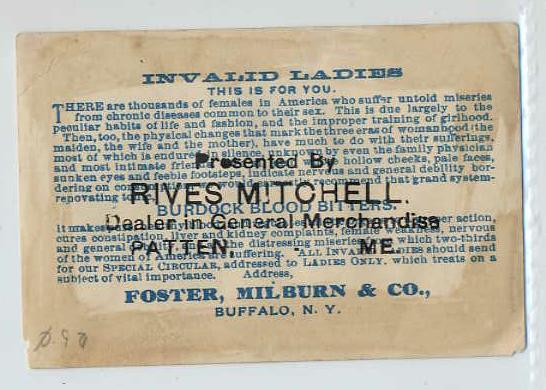 INVALID LADIES
THIS IS FOR YOU.
THERE are thousands of females in America who suffer untold miseries
from chronic diseases common to their sex. This is due largely to the
peculiar habits of life and fashion, and the improper training of girlhood.
Then, too, the physical changes that mark the three eras of womanhood (the
maiden, the wife and the mother), have much to do with their sufferings,
most of which is endured in silence, unknown by even the family physician
and most intimate hollow cheeks, pale faces,
Presented By
sunken eyes and feeble footsteps, indicate nervous and general debility bor-
dering on that grand system-
RIVES MITCHELL.
renovating
BURDOCK BLOOD BITTERS.
Dealer in General Merchandise,
It makes action,
cures constipation, liver and kidney complaints, female weakness, nervous
PATTEN, ME.
and general the distressing miseries which two-thirds
of the women of America are suffering. ALL INVALID LADIES should send
for our SPECIAL CIRCULAR, addressed to LADIES ONLY, which treats on a
subject of vital importance. Address,
FOSTER, MILBURN & CO.,
BUFFALO, N. Y.